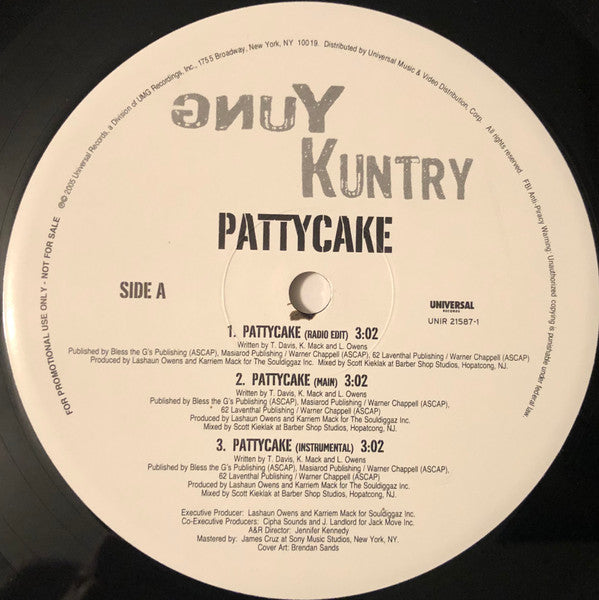 ℗© 2005 Universal Records, a Division of UMG Recordings, Inc., 1755 Broadway, New York, NY 10019. Distributed by Universal Music & Video Distribution, Corp. All rights reserved. FBI Anti-Piracy Warning: Unauthorized copying is punishable under federal law.
FOR PROMOTIONAL USE ONLY - NOT FOR SALE
YUNG
KUNTRY
PATTYCAKE
SIDE A
UNIVERSAL
RECORDS
UNIR 21587-1
1. PATTYCAKE (RADIO EDIT) 3:02
Written by T. Davis, K. Mack and L. Owens
Published by Bless the G's Publishing (ASCAP), Masiarod Publishing / Warner Chappell (ASCAP), 62 Laventhal Publishing / Warner Chappell (ASCAP)
Produced by Lashaun Owens and Karriem Mack for The Souldiggaz Inc. Mixed by Scott Kieklak at Barber Shop Studios, Hopatcong, NJ.
2. PATTYCAKE (MAIN) 3:02
Written by T. Davis, K. Mack and L. Owens
Published by Bless the G's Publishing (ASCAP), Masiarod Publishing / Warner Chappell (ASCAP),
62 Laventhal Publishing / Warner Chappell (ASCAP)
Produced by Lashaun Owens and Karriem Mack for The Souldiggaz Inc.
Mixed by Scott Kieklak at Barber Shop Studios, Hopatcong, NJ.
3. PATTYCAKE (INSTRUMENTAL) 3:02
Written by T. Davis, K. Mack and L. Owens
Published by Bless the G's Publishing (ASCAP), Masiarod Publishing / Warner Chappell (ASCAP),
62 Laventhal Publishing / Warner Chappell (ASCAP)
Produced by Lashaun Owens and Karriem Mack for The Souldiggaz Inc.
Mixed by Scott Kieklak at Barber Shop Studios, Hopatcong, NJ.
Executive Producer: Lashaun Owens and Karriem Mack for Souldiggaz Inc.
Co-Executive Producers: Cipha Sounds and J. Landlord for Jack Move Inc.
A&R Director: Jennifer Kennedy
Mastered by: James Cruz at Sony Music Studios, New York, NY.
Cover Art: Brendan Sands